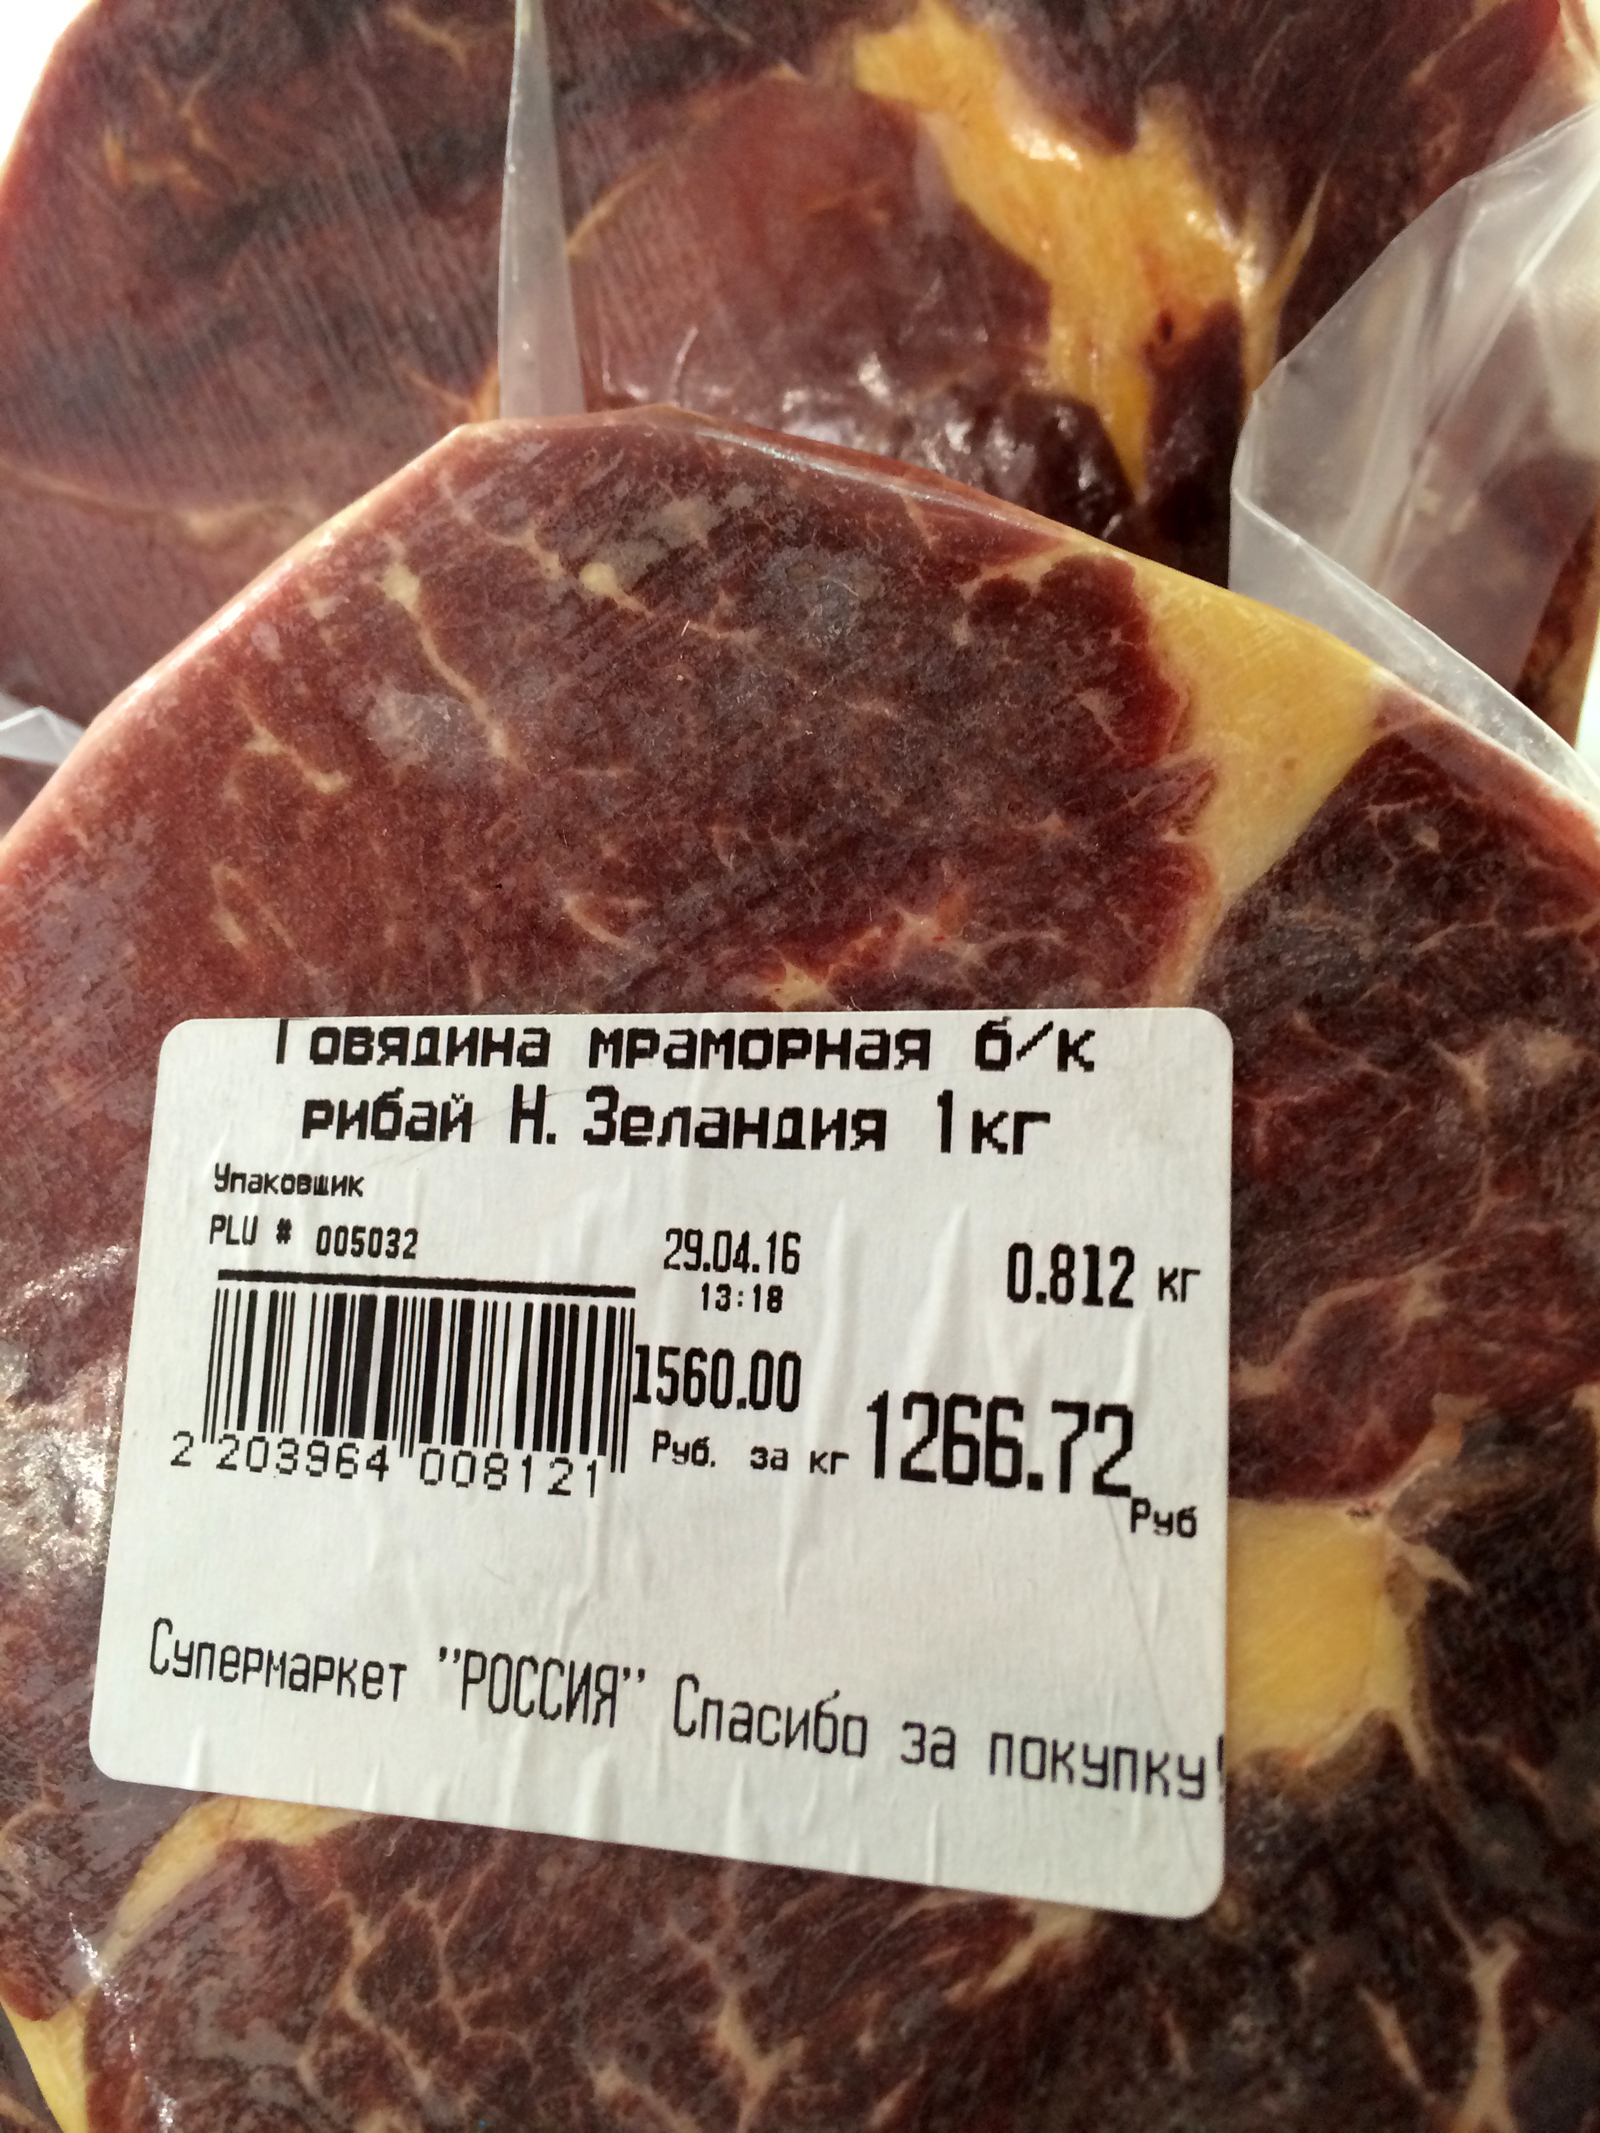 Говядина мраморная б/к
рибай Н. Зеландия 1кг
Упаковщик
PLU # 005032
29.04.16
13:18
0.812 кг
1560.00
Руб. за кг
1266.72
Руб
2 203964 008121
Супермаркет "РОССИЯ" Спасибо за покупку!